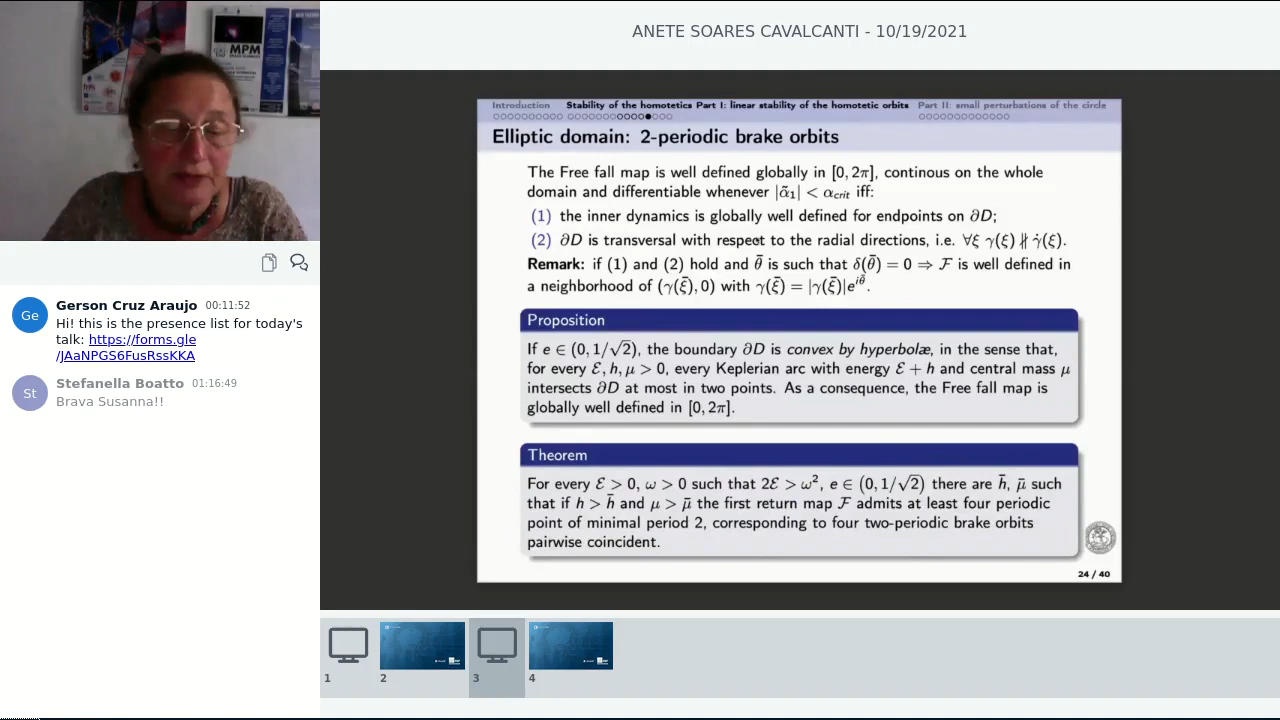 ANETE SOARES CAVALCANTI - 10/19/2021
MPM
Introduction Stability of the homotetics Part I: linear stability of the homotetic orbits Part II: small perturbations of the circle
Elliptic domain: 2-periodic brake orbits
The Free fall map is well defined globally in [0, 2π], continous on the whole
domain and differentiable whenever |α̃₁| < α_crit iff:
(1) the inner dynamics is globally well defined for endpoints on ∂D;
(2) ∂D is transversal with respect to the radial directions, i.e. ∀ξ γ(ξ) ∦ γ̇(ξ).
Remark: if (1) and (2) hold and θ̄ is such that δ(θ̄) = 0 ⇒ F is well defined in
a neighborhood of (γ(ξ̄), 0) with γ(ξ̄) = |γ(ξ̄)|e^{iθ̄}.
Proposition
If e ∈ (0, 1/√2), the boundary ∂D is convex by hyperbolæ, in the sense that,
for every ℰ, h, μ > 0, every Keplerian arc with energy ℰ + h and central mass μ
intersects ∂D at most in two points. As a consequence, the Free fall map is
globally well defined in [0, 2π].
Theorem
For every ℰ > 0, ω > 0 such that 2ℰ > ω², e ∈ (0, 1/√2) there are h̄, μ̄ such
that if h > h̄ and μ > μ̄ the first return map F admits at least four periodic
point of minimal period 2, corresponding to four two-periodic brake orbits
pairwise coincident.
24 / 40
Ge
Gerson Cruz Araujo 00:11:52
Hi! this is the presence list for today's
talk: https://forms.gle
/JAaNPGS6FusRssKKA
St
Stefanella Boatto 01:16:49
Brava Susanna!!
1 2 3 4